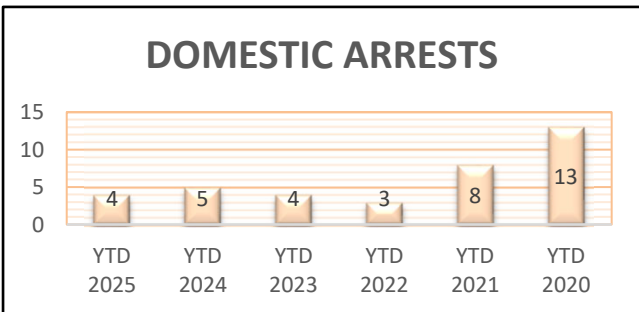 DOMESTIC ARRESTS
15
10
5
0
4 5 4 3 8 13
YTD YTD YTD YTD YTD YTD
2025 2024 2023 2022 2021 2020